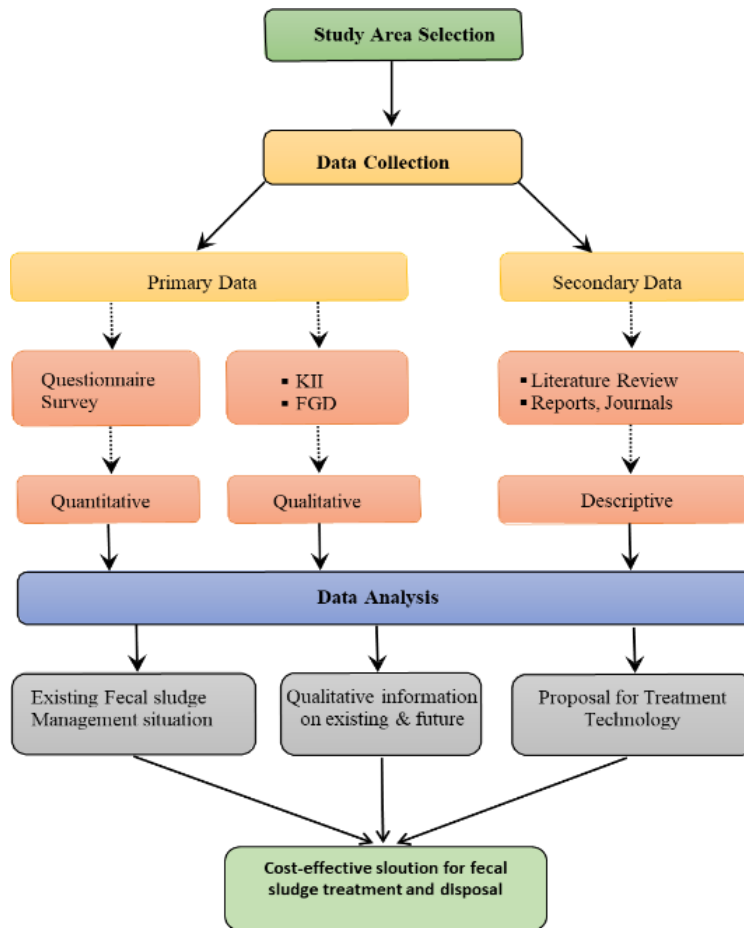 Study Area Selection
Data Collection
Primary Data
Secondary Data
Questionnaire
Survey
▪ KII
▪ FGD
▪ Literature Review
▪ Reports, Journals
Quantitative
Qualitative
Descriptive
Data Analysis
Existing Fecal sludge
Management situation
Qualitative information
on existing & future
Proposal for Treatment
Technology
Cost-effective sloution for fecal
sludge treatment and disposal